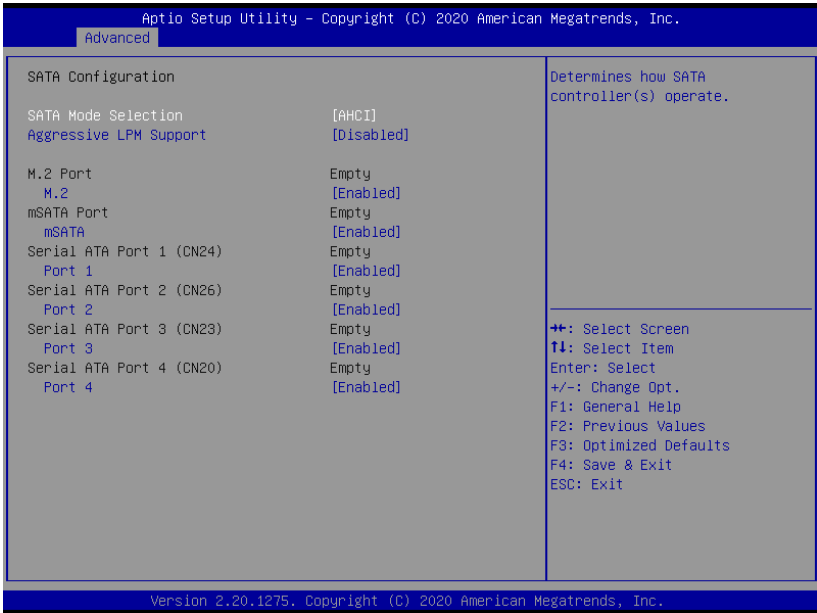 Aptio Setup Utility – Copyright (C) 2020 American Megatrends, Inc.
Advanced
SATA Configuration
SATA Mode Selection [AHCI]
Aggressive LPM Support [Disabled]
M.2 Port Empty
M.2 [Enabled]
mSATA Port Empty
mSATA [Enabled]
Serial ATA Port 1 (CN24) Empty
Port 1 [Enabled]
Serial ATA Port 2 (CN26) Empty
Port 2 [Enabled]
Serial ATA Port 3 (CN23) Empty
Port 3 [Enabled]
Serial ATA Port 4 (CN20) Empty
Port 4 [Enabled]
Determines how SATA
controller(s) operate.
→←: Select Screen
↑↓: Select Item
Enter: Select
+/-: Change Opt.
F1: General Help
F2: Previous Values
F3: Optimized Defaults
F4: Save & Exit
ESC: Exit
Version 2.20.1275. Copyright (C) 2020 American Megatrends, Inc.